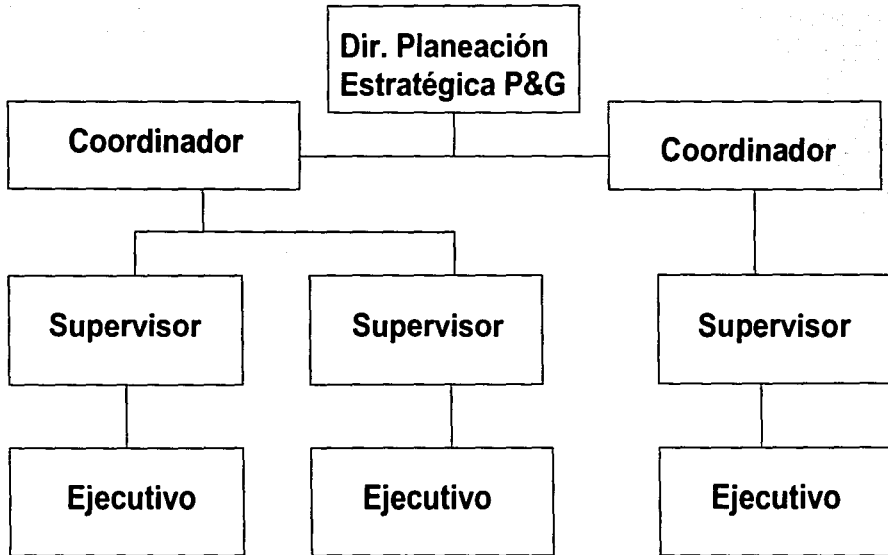 Dir. Planeación
Estratégica P&G
Coordinador
Coordinador
Supervisor
Supervisor
Supervisor
Ejecutivo
Ejecutivo
Ejecutivo